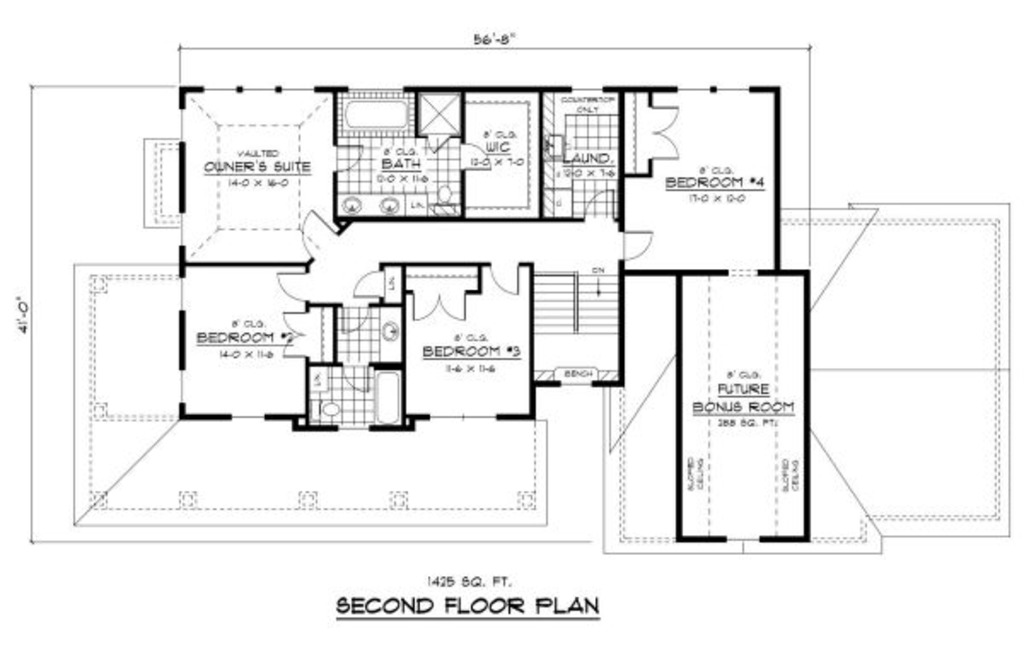 56'-8"
COUNTERTOP
ONLY
VAULTED
OWNER'S SUITE
14-0 X 16-0
8' CLG.
BATH
12-0 X 11-6
LIN.
8' CLG.
WIC
12-0 X 7-0
LAUND.
12-0 X 7-6
8' CLG.
BEDROOM #4
17-0 X 12-0
41'-0"
DN
LIN.
8' CLG.
BEDROOM #2
14-0 X 11-6
8' CLG.
BEDROOM #3
11-6 X 11-6
BENCH
LIN.
8' CLG.
FUTURE
BONUS ROOM
288 SQ. FT.
SLOPED
CEILING
SLOPED
CEILING
1425 SQ. FT.
SECOND FLOOR PLAN